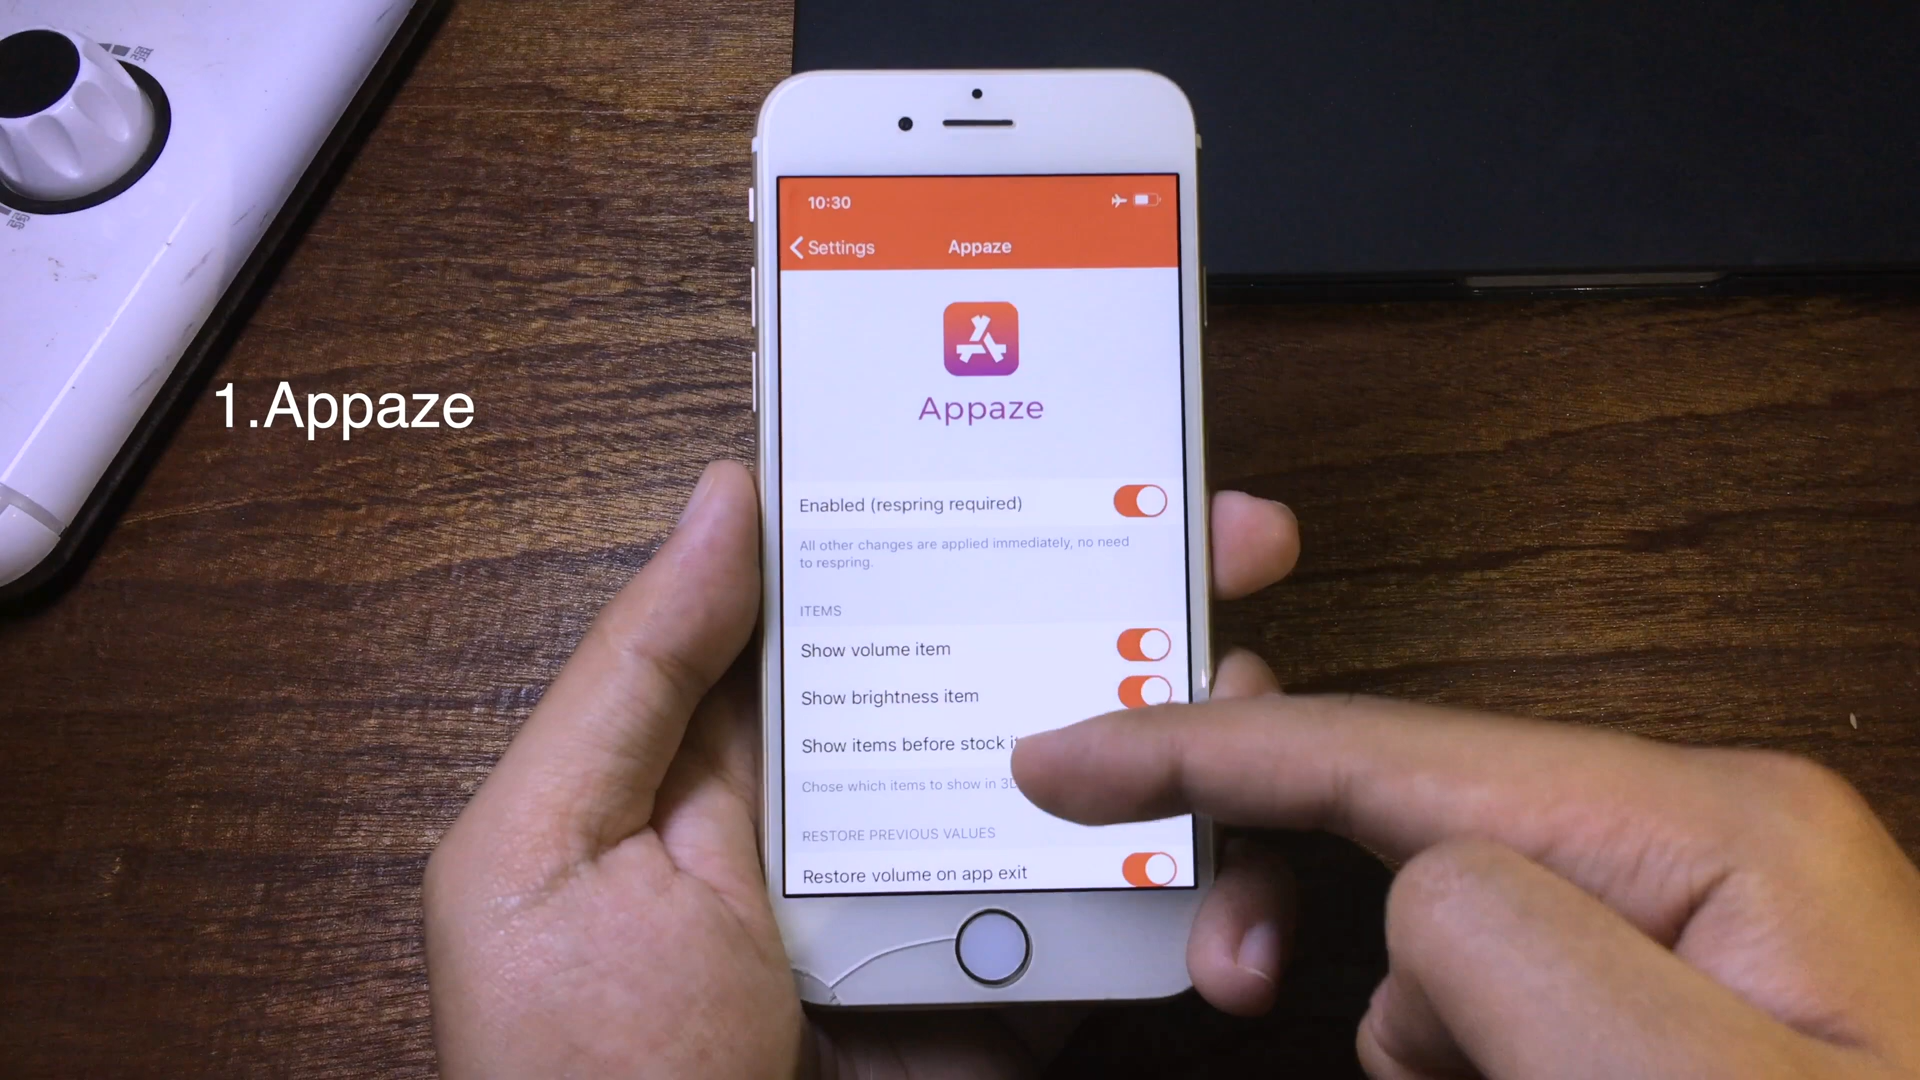 10:30
Settings
Appaze
Appaze
1.Appaze
Enabled (respring required)
All other changes are applied immediately, no need
to respring.
ITEMS
Show volume item
Show brightness item
Show items before stock
Chose which items to show in
RESTORE PREVIOUS VALUES
Restore volume on app exit